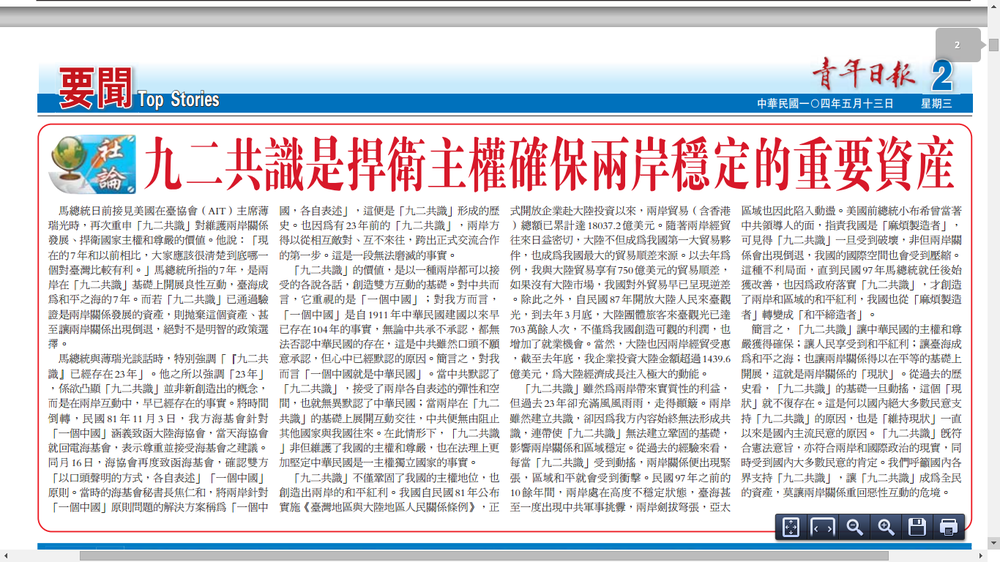 2
要聞
Top Stories
青年日報
2
中華民國一○四年五月十三日
星期三
社論
九二共識是捍衛主權確保兩岸穩定的重要資產
馬總統日前接見美國在臺協會（AIT）主席薄
瑞光時，再次重申「九二共識」對維護兩岸關係
發展、捍衛國家主權和尊嚴的價值。他說：「現
在的7年和以前相比，大家應該很清楚到底哪一
個對臺灣比較有利。」馬總統所指的7年，是兩
岸在「九二共識」基礎上開展良性互動，臺海成
為和平之海的7年。而若「九二共識」已通過驗
證是兩岸關係發展的資產，則拋棄這個資產、甚
至讓兩岸關係出現倒退，絕對不是明智的政策選
擇。
馬總統與薄瑞光談話時，特別強調「『九二共
識』已經存在23年」。他之所以強調「23年」
，係欲凸顯「九二共識」並非新創造出的概念，
而是在兩岸互動中，早已經存在的事實。將時間
倒轉，民國81年11月3日，我方海基會針對
「一個中國」涵義致函大陸海協會，當天海協會
就回電海基會，表示尊重並接受海基會之建議。
同月16日，海協會再度致函海基會，確認雙方
「以口頭聲明的方式，各自表述」「一個中國」
原則。當時的海基會秘書長焦仁和，將兩岸針對
「一個中國」原則問題的解決方案稱為「一個中
國，各自表述」，這便是「九二共識」形成的歷
史。也因為有23年前的「九二共識」，兩岸方
得以從相互敵對、互不來往，跨出正式交流合作
的第一步。這是一段無法磨滅的事實。
「九二共識」的價值，是以一種兩岸都可以接
受的各說各話，創造雙方互動的基礎。對中共而
言，它重視的是「一個中國」；對我方而言，
「一個中國」是自1911年中華民國建國以來早
已存在104年的事實，無論中共承不承認，都無
法否認中華民國的存在，這是中共雖然口頭不願
意承認，但心中已經默認的原因。簡言之，對我
而言「一個中國就是中華民國」。當中共默認了
「九二共識」，接受了兩岸各自表述的彈性和空
間，也就無異默認了中華民國；當兩岸在「九二
共識」的基礎上展開互動交往，中共便無由阻止
其他國家與我國往來。在此情形下，「九二共識
」非但維護了我國的主權和尊嚴，也在法理上更
加堅定中華民國是一主權獨立國家的事實。
「九二共識」不僅鞏固了我國的主權地位，也
創造出兩岸的和平紅利。我國自民國81年公布
實施《臺灣地區與大陸地區人民關係條例》，正
式開放企業赴大陸投資以來，兩岸貿易（含香港
）總額已累計達18037.2億美元。隨著兩岸經貿
往來日益密切，大陸不但成為我國第一大貿易夥
伴，也成為我國最大的貿易順差來源。以去年為
例，我與大陸貿易享有750億美元的貿易順差，
如果沒有大陸市場，我國對外貿易早已呈現逆差
。除此之外，自民國87年開放大陸人民來臺觀
光，到去年3月底，大陸團體旅客來臺觀光已達
703萬餘人次，不僅為我國創造可觀的利潤，也
增加了就業機會。當然，大陸也因兩岸經貿受惠
，截至去年底，我企業投資大陸金額超過1439.6
億美元，為大陸經濟成長注入極大的動能。
「九二共識」雖然為兩岸帶來實質性的利益，
但過去23年卻充滿風風雨雨，走得顛簸。兩岸
雖然建立共識，卻因為我方內容始終無法形成共
識，連帶使「九二共識」無法建立鞏固的基礎，
影響兩岸關係和區域穩定。從過去的經驗來看，
每當「九二共識」受到動搖，兩岸關係便出現緊
張，區域和平就會受到衝擊。民國97年之前的
10餘年間，兩岸處在高度不穩定狀態，臺海甚
至一度出現中共軍事挑釁，兩岸劍拔弩張，亞太
區域也因此陷入動盪。美國前總統小布希曾當著
中共領導人的面，指責我國是「麻煩製造者」，
可見得「九二共識」一旦受到破壞，非但兩岸關
係會出現倒退，我國的國際空間也會受到壓縮。
這種不利局面，直到民國97年馬總統就任後始
獲改善，也因為政府落實「九二共識」，才創造
了兩岸和區域的和平紅利，我國也從「麻煩製造
者」轉變成「和平締造者」。
簡言之，「九二共識」讓中華民國的主權和尊
嚴獲得確保；讓人民享受到和平紅利；讓臺海成
為和平之海；也讓兩岸關係得以在平等的基礎上
開展，這就是兩岸關係的「現狀」。從過去的歷
史看，「九二共識」的基礎一旦動搖，這個「現
狀」就不復存在。這是何以國內絕大多數民意支
持「九二共識」的原因，也是「維持現狀」一直
以來是國內主流民意的原因。「九二共識」既符
合憲法意旨，亦符合兩岸和國際政治的現實，同
時受到國內大多數民意的肯定。我們呼籲國內各
界支持「九二共識」，讓「九二共識」成為全民
的資產，莫讓兩岸關係重回惡性互動的危境。